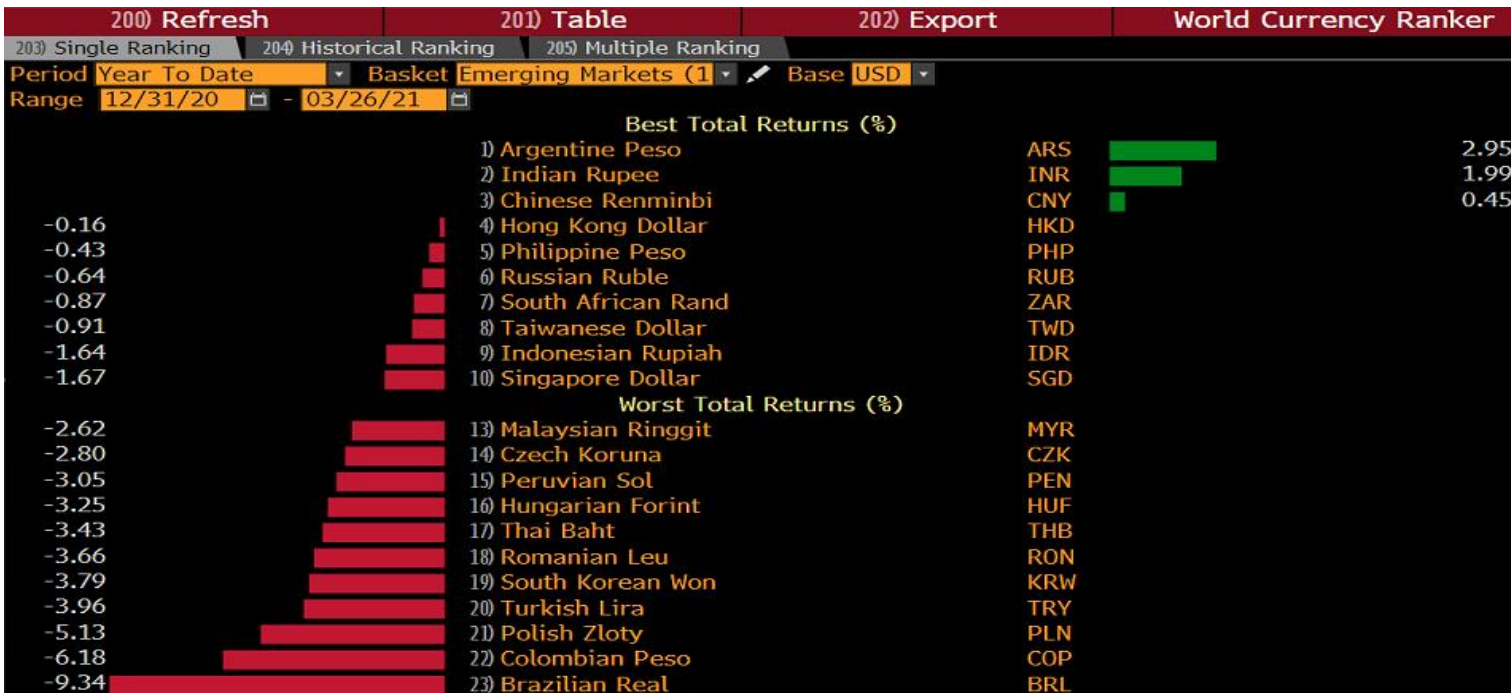 200) Refresh 201) Table 202) Export World Currency Ranker
203) Single Ranking 204) Historical Ranking 205) Multiple Ranking
Period Year To Date Basket Emerging Markets (1 Base USD
Range 12/31/20 - 03/26/21
Best Total Returns (%)
1) Argentine Peso ARS 2.95
2) Indian Rupee INR 1.99
3) Chinese Renminbi CNY 0.45
-0.16 4) Hong Kong Dollar HKD
-0.43 5) Philippine Peso PHP
-0.64 6) Russian Ruble RUB
-0.87 7) South African Rand ZAR
-0.91 8) Taiwanese Dollar TWD
-1.64 9) Indonesian Rupiah IDR
-1.67 10) Singapore Dollar SGD
Worst Total Returns (%)
-2.62 13) Malaysian Ringgit MYR
-2.80 14) Czech Koruna CZK
-3.05 15) Peruvian Sol PEN
-3.25 16) Hungarian Forint HUF
-3.43 17) Thai Baht THB
-3.66 18) Romanian Leu RON
-3.79 19) South Korean Won KRW
-3.96 20) Turkish Lira TRY
-5.13 21) Polish Zloty PLN
-6.18 22) Colombian Peso COP
-9.34 23) Brazilian Real BRL